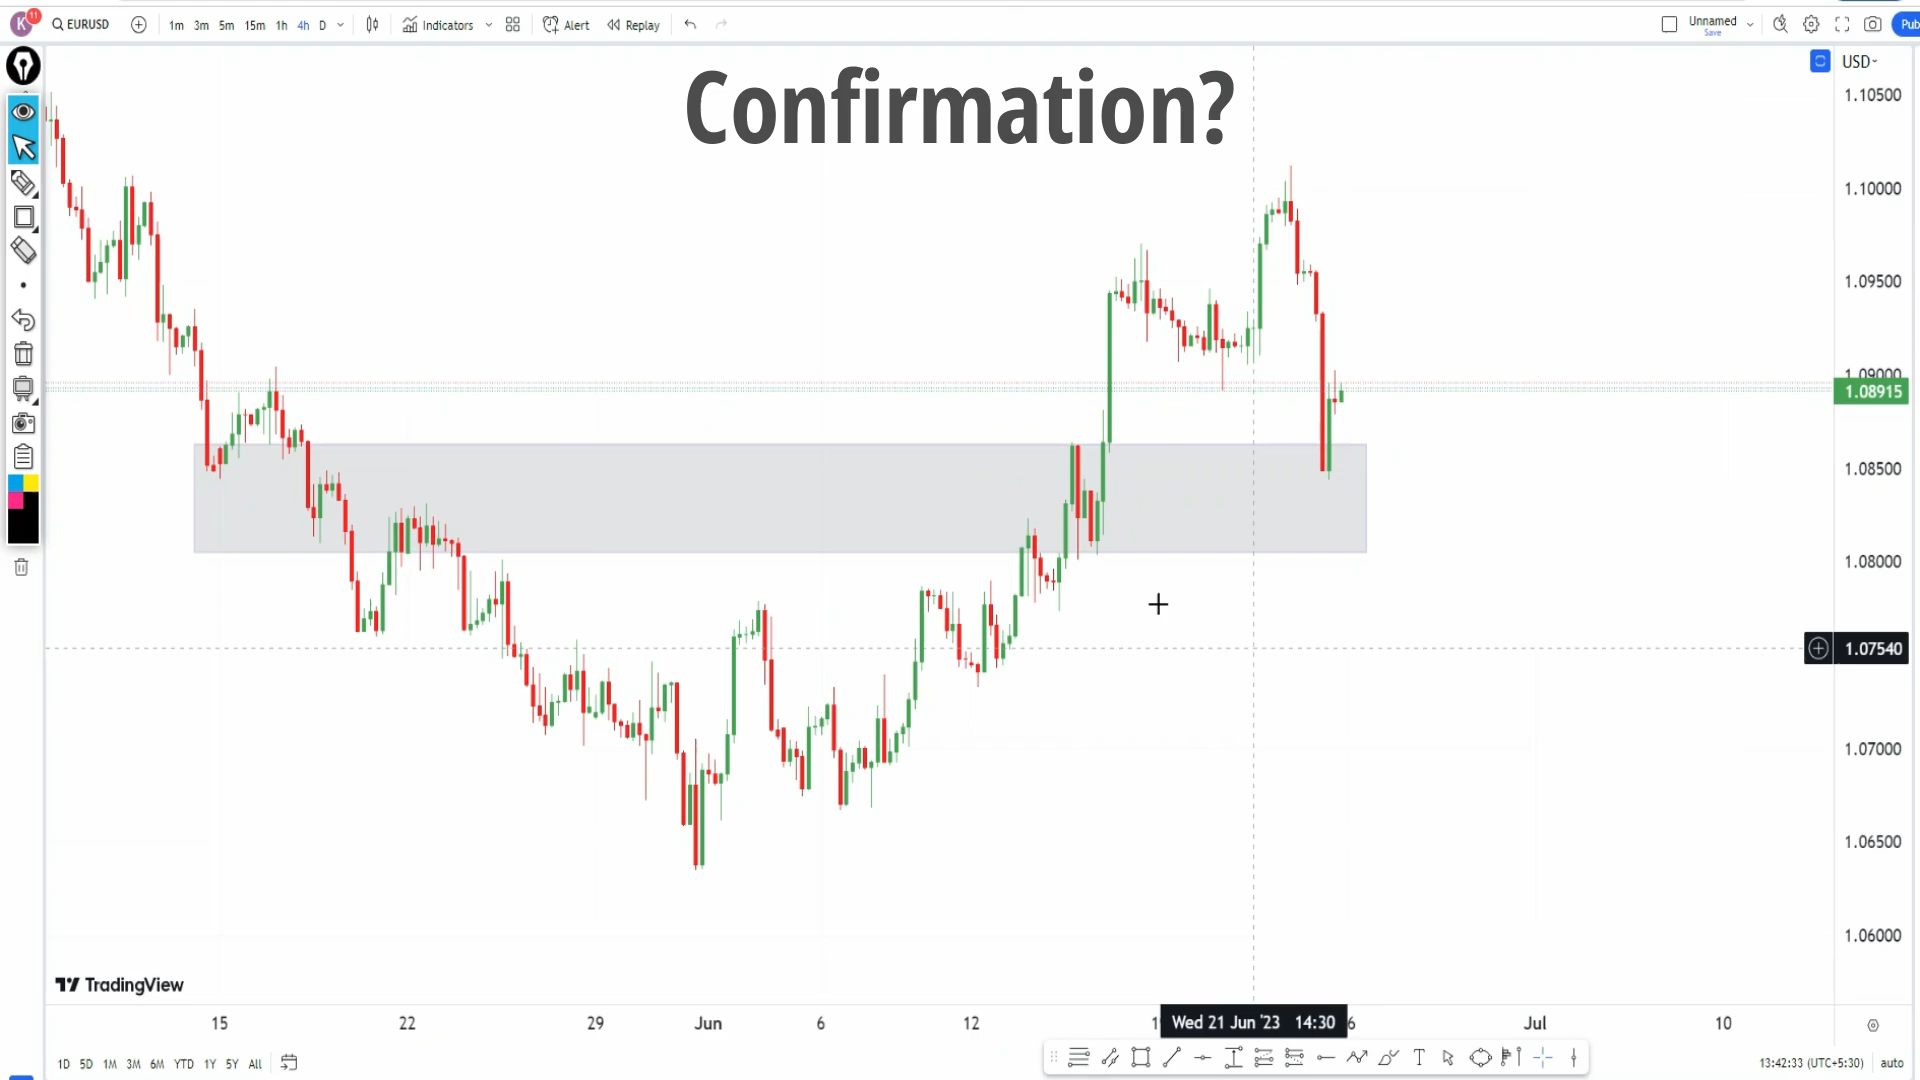 K 11 EURUSD 1m 3m 5m 15m 1h 4h D Indicators Alert Replay Unnamed Pub
Save
USD
Confirmation?
1.10500
1.10000
1.09500
1.09000
1.08915
1.08500
1.08000
1.07540
1.07000
1.06500
1.06000
TradingView
15 22 29 Jun 6 12 Wed 21 Jun '23 14:30 6 Jul 10
1D 5D 1M 3M 6M YTD 1Y 5Y All 13:42:33 (UTC+5:30) auto